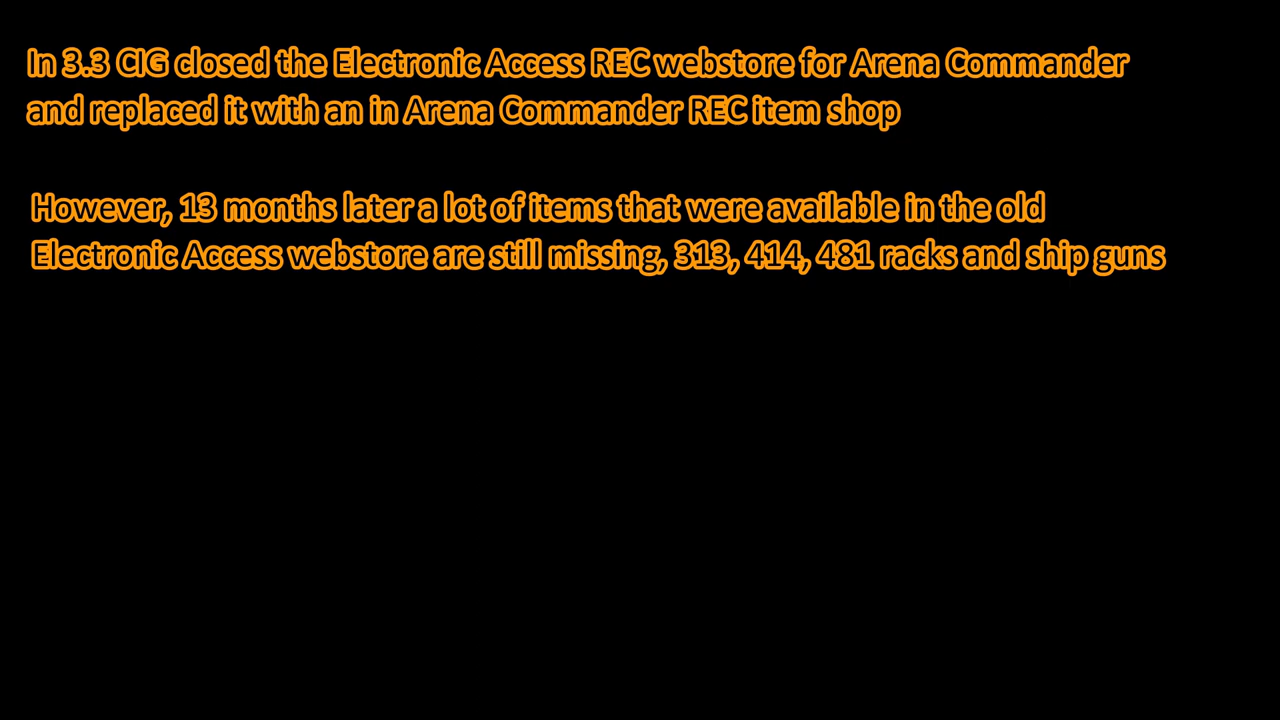 In 3.3 CIG closed the Electronic Access REC webstore for Arena Commander
and replaced it with an in Arena Commander REC item shop
However, 13 months later a lot of items that were available in the old
Electronic Access webstore are still missing, 313, 414, 481 racks and ship guns